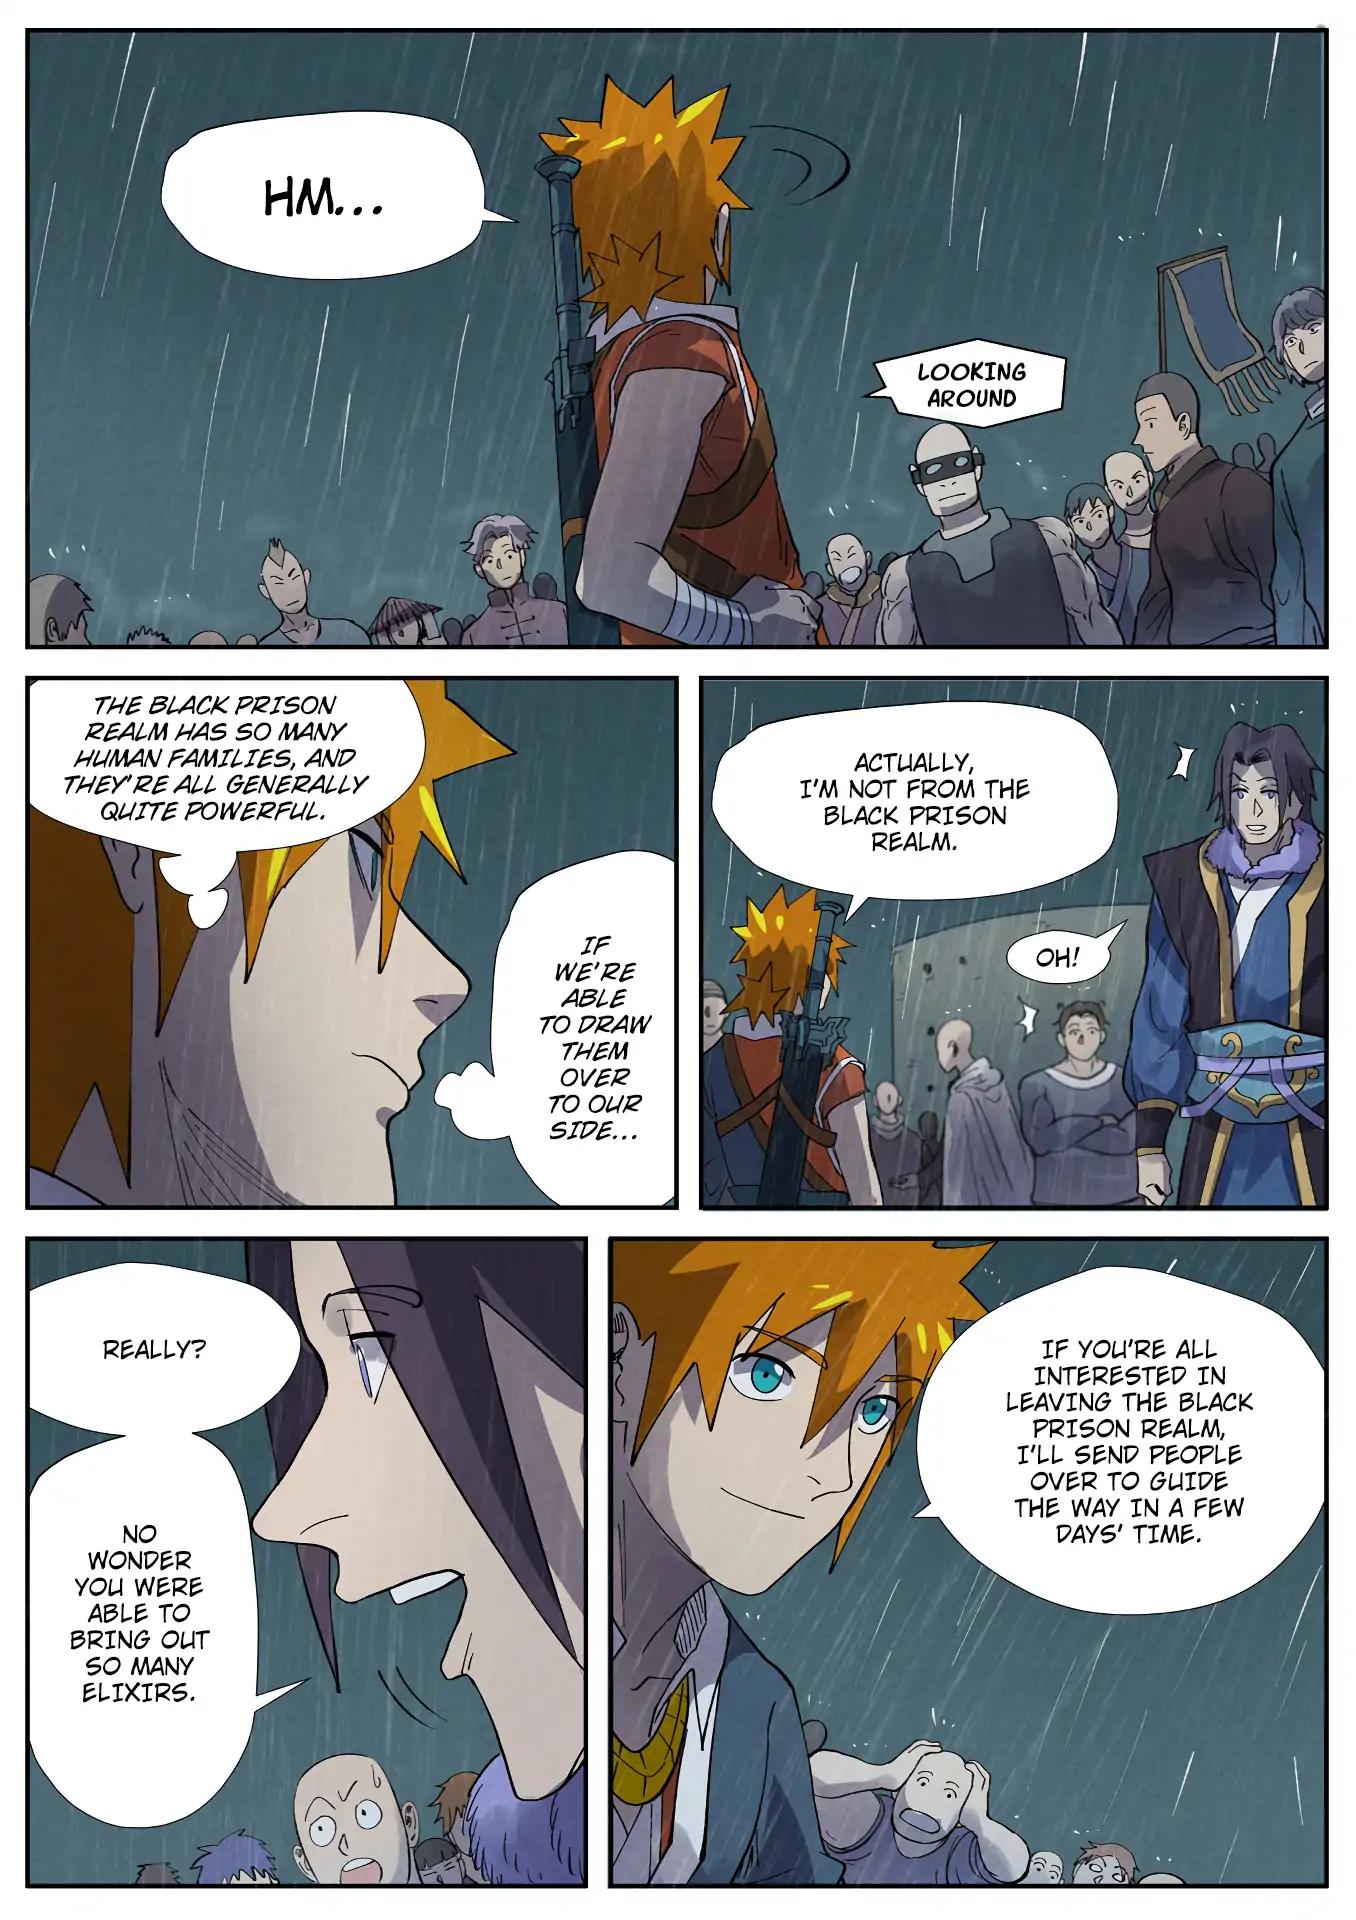 HM...
LOOKING
AROUND
THE BLACK PRISON
REALM HAS SO MANY
HUMAN FAMILIES, AND
THEY'RE ALL GENERALLY
QUITE POWERFUL.
IF
WE'RE
ABLE
TO DRAW
THEM
OVER
TO OUR
SIDE...
ACTUALLY,
I'M NOT FROM THE
BLACK PRISON
REALM.
OH!
REALLY?
NO
WONDER
YOU WERE
ABLE TO
BRING OUT
SO MANY
ELIXIRS.
IF YOU'RE ALL
INTERESTED IN
LEAVING THE BLACK
PRISON REALM,
I'LL SEND PEOPLE
OVER TO GUIDE
THE WAY IN A FEW
DAYS' TIME.